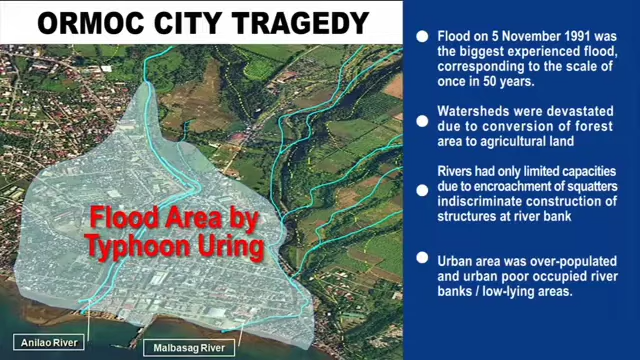 ORMOC CITY TRAGEDY
Flood Area by
Typhoon Uring
Anilao River
Malbasag River
Flood on 5 November 1991 was
the biggest experienced flood,
corresponding to the scale of
once in 50 years.
Watersheds were devastated
due to conversion of forest
area to agricultural land
Rivers had only limited capacities
due to encroachment of squatters
indiscriminate construction of
structures at river bank
Urban area was over-populated
and urban poor occupied river
banks / low-lying areas.